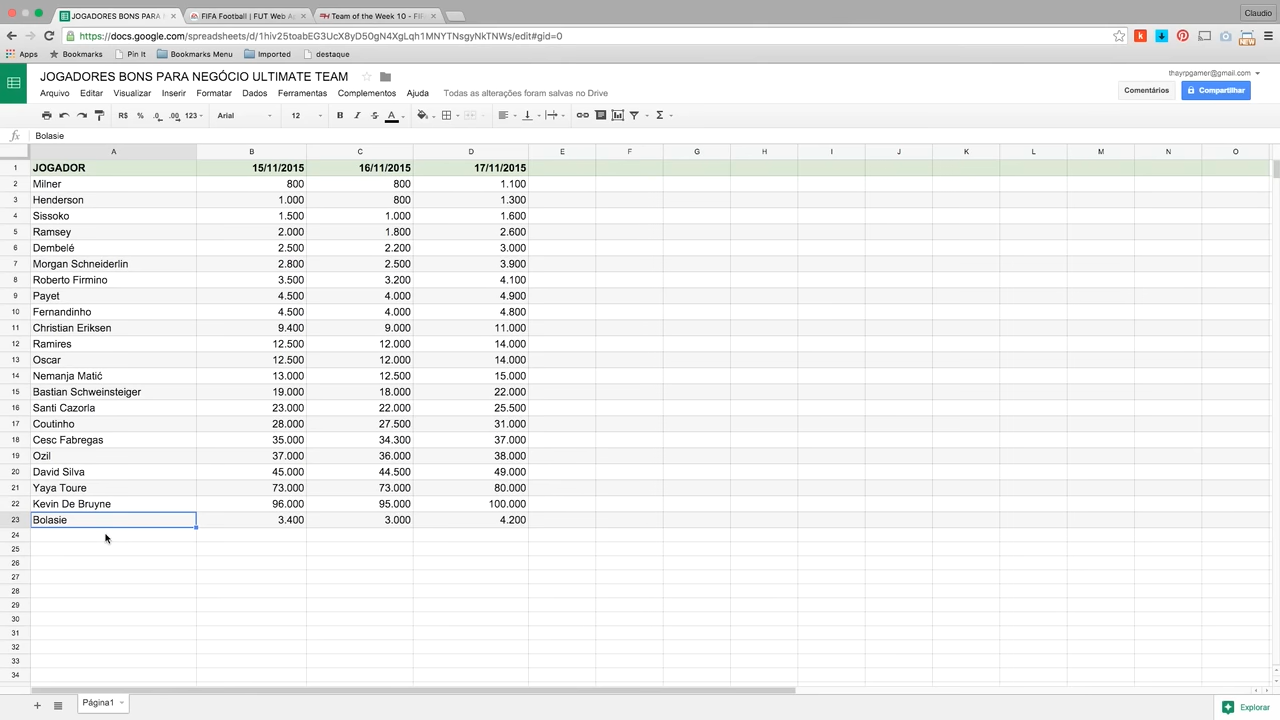 JOGADORES BONS PARA
FIFA Football | FUT Web A
Team of the Week 10 - FIF
Claudio
https://docs.google.com/spreadsheets/d/1hiv25toabEG3UcX8yD50gN4XgLqh1MNYTNsgyNkTNWs/edit#gid=0
Apps Bookmarks Pin It Bookmarks Menu Imported destaque
JOGADORES BONS PARA NEGÓCIO ULTIMATE TEAM
thayrpgamer@gmail.com
Arquivo Editar Visualizar Inserir Formatar Dados Ferramentas Complementos Ajuda Todas as alterações foram salvas no Drive
Comentários Compartilhar
R$ % .0 .00 123 Arial 12 B I S A Σ
fx Bolasie
A B C D E F G H I J K L M N O
1 JOGADOR 15/11/2015 16/11/2015 17/11/2015
2 Milner 800 800 1.100
3 Henderson 1.000 800 1.300
4 Sissoko 1.500 1.000 1.600
5 Ramsey 2.000 1.800 2.600
6 Dembelé 2.500 2.200 3.000
7 Morgan Schneiderlin 2.800 2.500 3.900
8 Roberto Firmino 3.500 3.200 4.100
9 Payet 4.500 4.000 4.900
10 Fernandinho 4.500 4.000 4.800
11 Christian Eriksen 9.400 9.000 11.000
12 Ramires 12.500 12.000 14.000
13 Oscar 12.500 12.000 14.000
14 Nemanja Matić 13.000 12.500 15.000
15 Bastian Schweinsteiger 19.000 18.000 22.000
16 Santi Cazorla 23.000 22.000 25.500
17 Coutinho 28.000 27.500 31.000
18 Cesc Fabregas 35.000 34.300 37.000
19 Ozil 37.000 36.000 38.000
20 David Silva 45.000 44.500 49.000
21 Yaya Toure 73.000 73.000 80.000
22 Kevin De Bruyne 96.000 95.000 100.000
23 Bolasie 3.400 3.000 4.200
24
25
26
27
28
29
30
31
32
33
34
Página1
Explorar